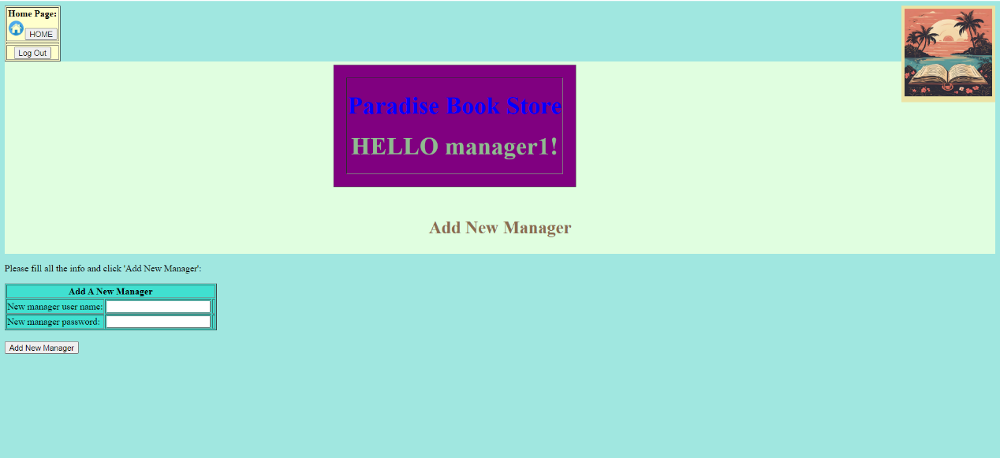 Home Page:
HOME
Log Out
Paradise Book Store
HELLO manager1!
Add New Manager
Please fill all the info and click 'Add New Manager':
Add A New Manager
New manager user name:
New manager password:
Add New Manager